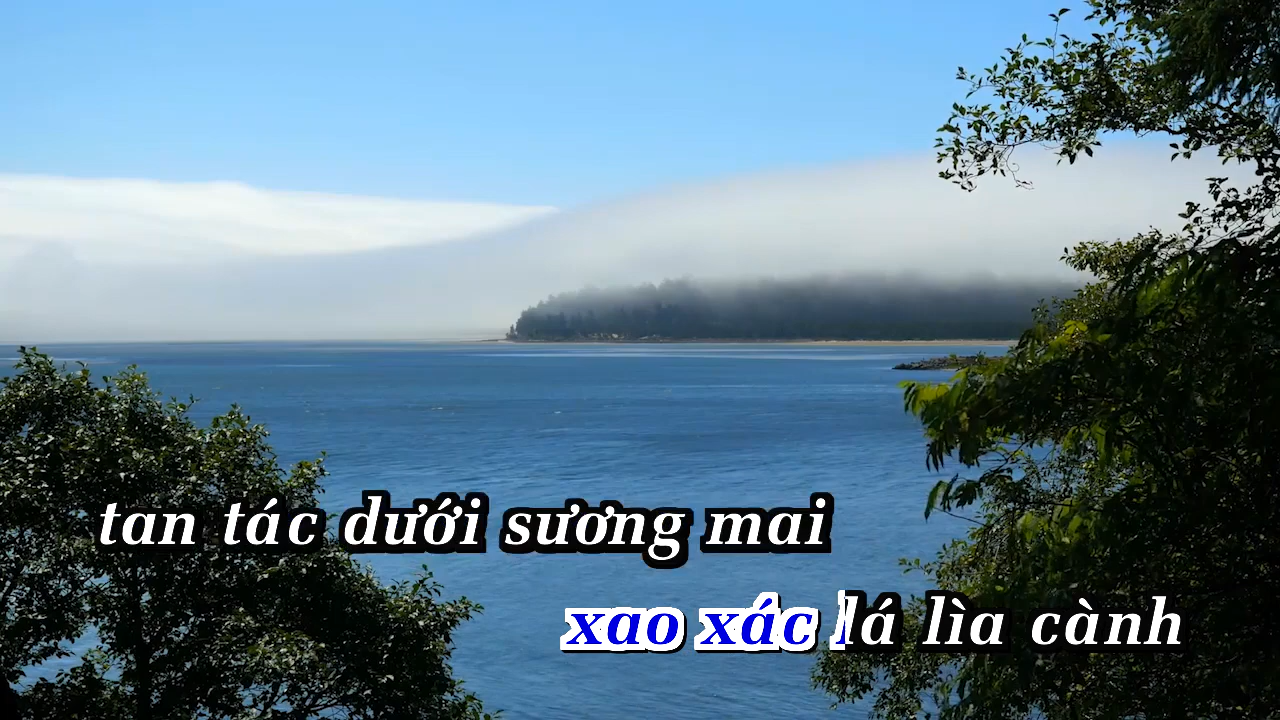 tan tác dưới sương mai
xao xác lá lìa cành